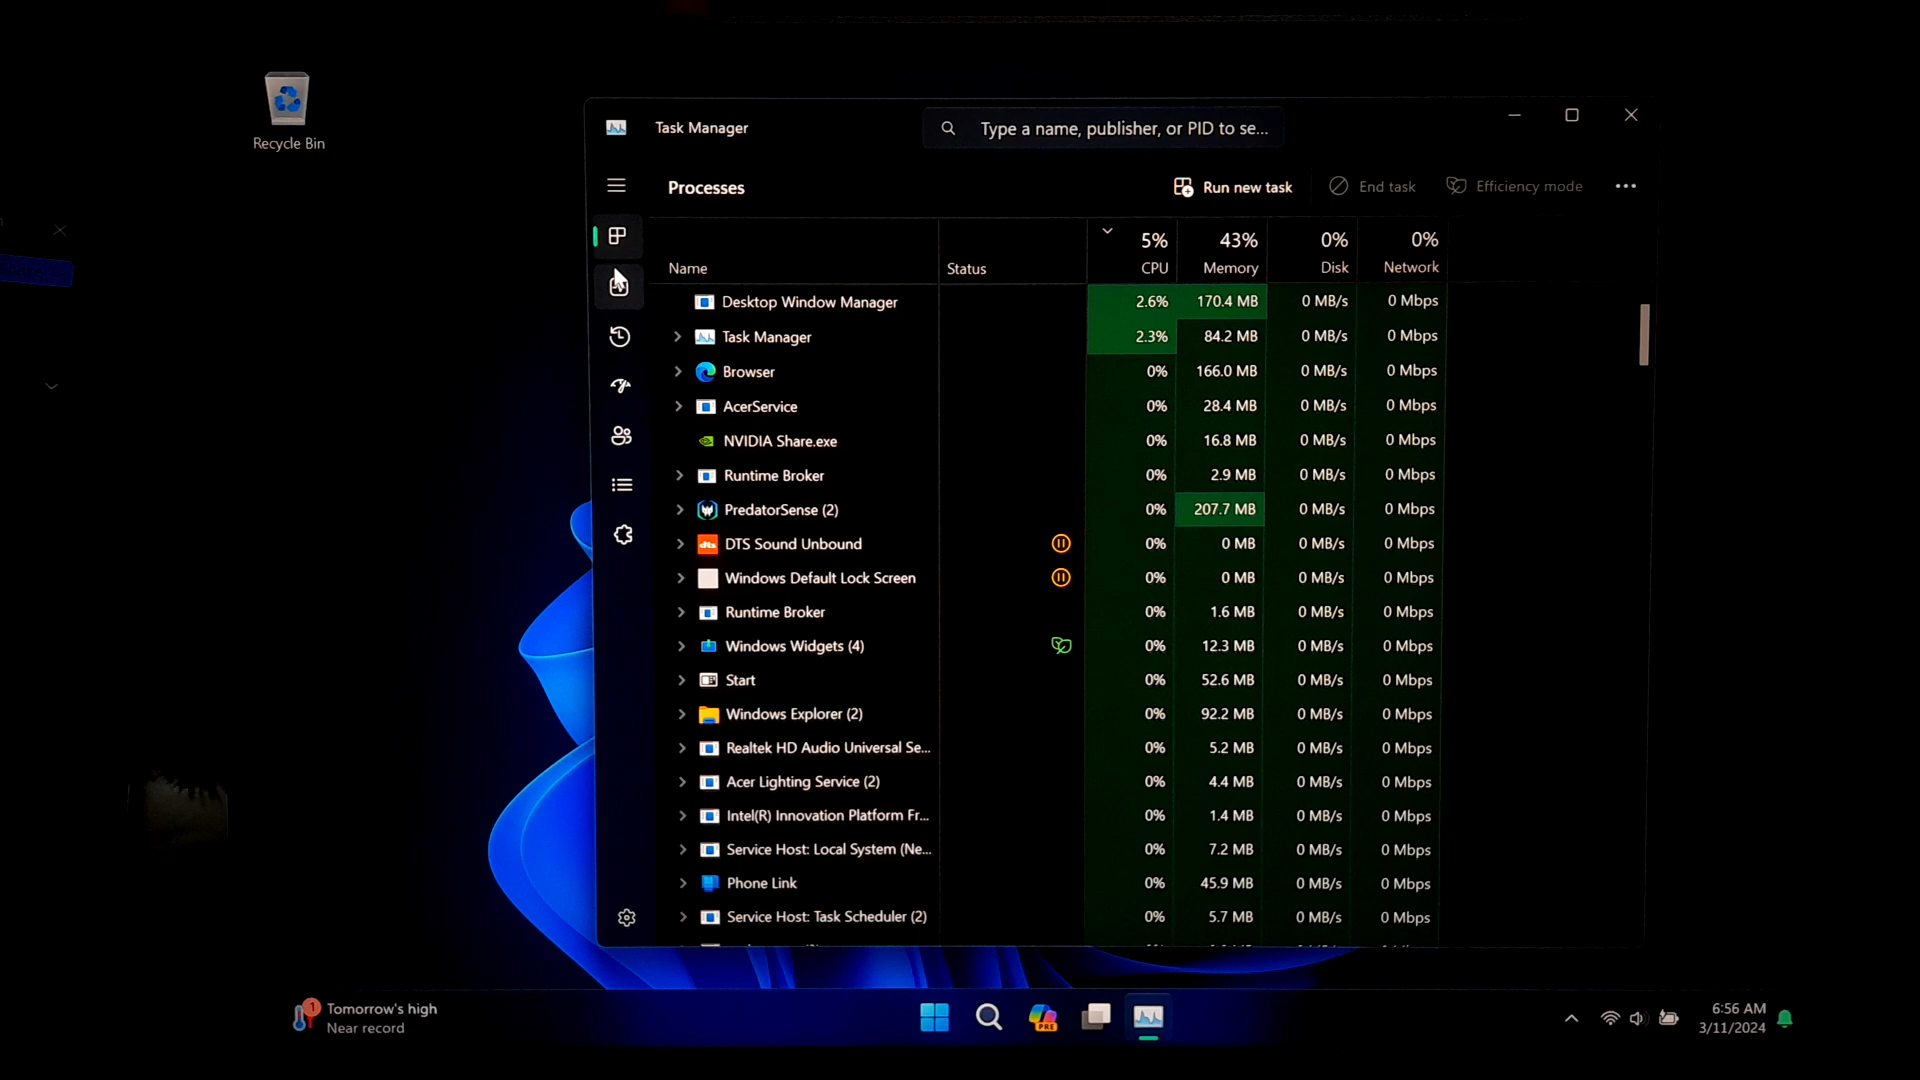 Recycle Bin
Task Manager
Type a name, publisher, or PID to se...
Processes
Run new task
End task
Efficiency mode
Name Status 5% CPU 43% Memory 0% Disk 0% Network
Desktop Window Manager 2.6% 170.4 MB 0 MB/s 0 Mbps
Task Manager 2.3% 84.2 MB 0 MB/s 0 Mbps
Browser 0% 166.0 MB 0 MB/s 0 Mbps
AcerService 0% 28.4 MB 0 MB/s 0 Mbps
NVIDIA Share.exe 0% 16.8 MB 0 MB/s 0 Mbps
Runtime Broker 0% 2.9 MB 0 MB/s 0 Mbps
PredatorSense (2) 0% 207.7 MB 0 MB/s 0 Mbps
dts DTS Sound Unbound 0% 0 MB 0 MB/s 0 Mbps
Windows Default Lock Screen 0% 0 MB 0 MB/s 0 Mbps
Runtime Broker 0% 1.6 MB 0 MB/s 0 Mbps
Windows Widgets (4) 0% 12.3 MB 0 MB/s 0 Mbps
Start 0% 52.6 MB 0 MB/s 0 Mbps
Windows Explorer (2) 0% 92.2 MB 0 MB/s 0 Mbps
Realtek HD Audio Universal Se... 0% 5.2 MB 0 MB/s 0 Mbps
Acer Lighting Service (2) 0% 4.4 MB 0 MB/s 0 Mbps
Intel(R) Innovation Platform Fr... 0% 1.4 MB 0 MB/s 0 Mbps
Service Host: Local System (Ne... 0% 7.2 MB 0 MB/s 0 Mbps
Phone Link 0% 45.9 MB 0 MB/s 0 Mbps
Service Host: Task Scheduler (2) 0% 5.7 MB 0 MB/s 0 Mbps
1
Tomorrow's high
Near record
PRE
6:56 AM
3/11/2024